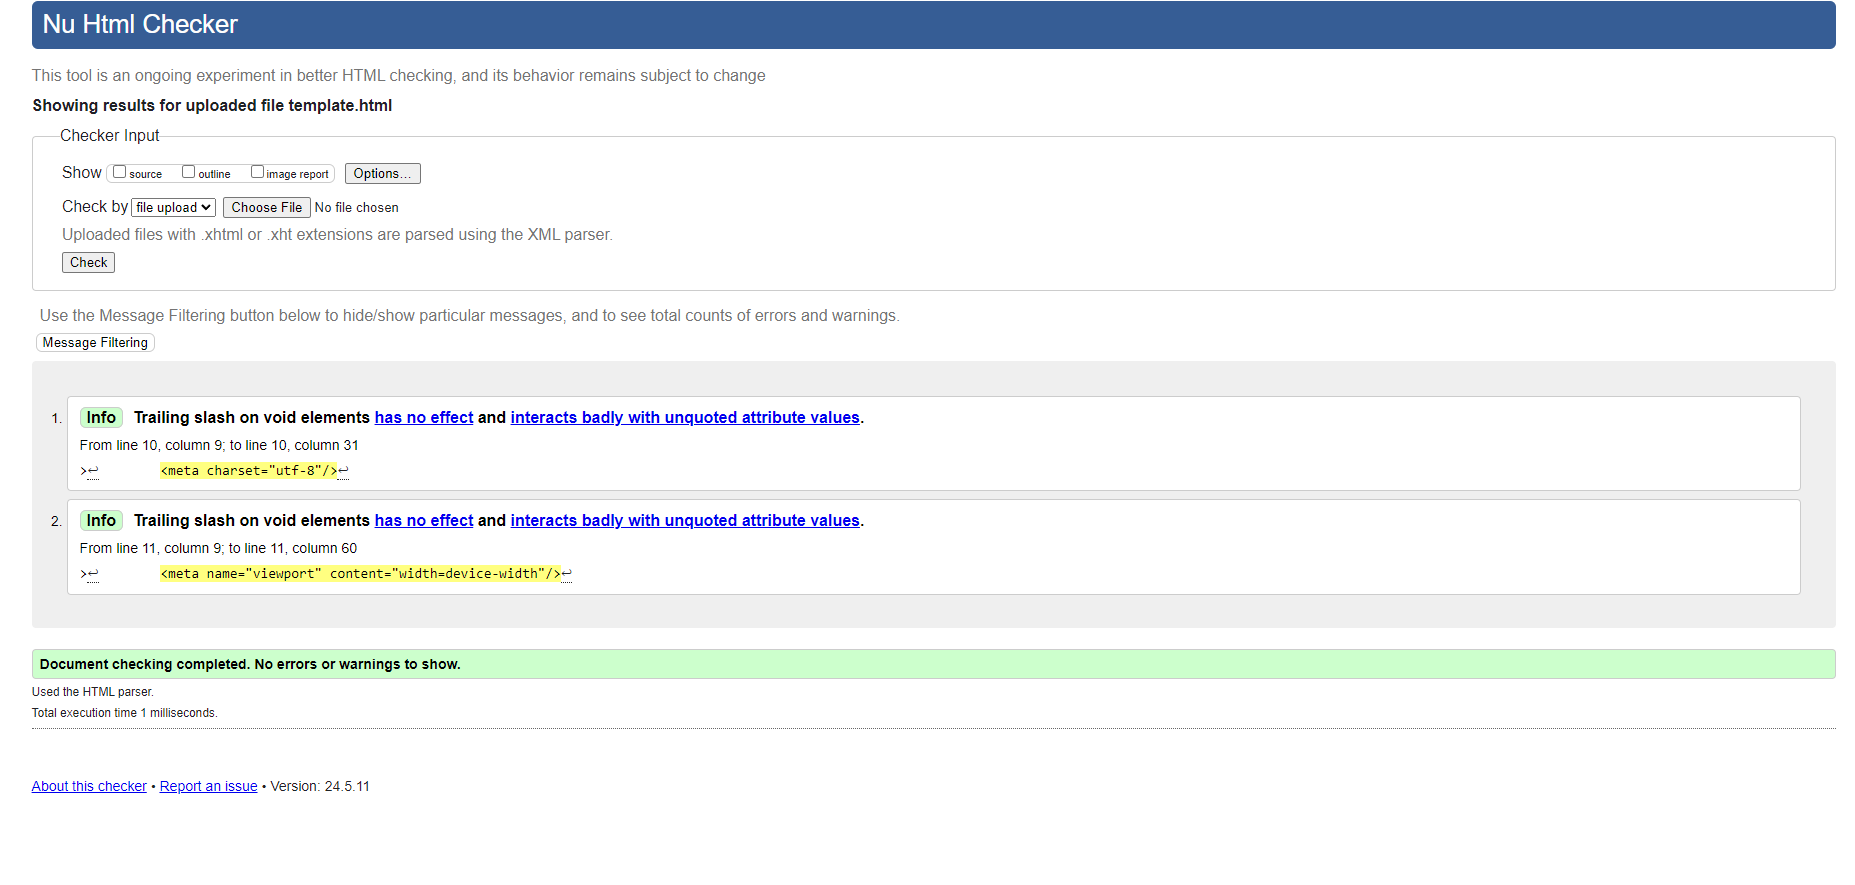 Nu Html Checker
This tool is an ongoing experiment in better HTML checking, and its behavior remains subject to change
Showing results for uploaded file template.html
Checker Input
Show source outline image report Options...
Check by file upload Choose File No file chosen
Uploaded files with .xhtml or .xht extensions are parsed using the XML parser.
Check
Use the Message Filtering button below to hide/show particular messages, and to see total counts of errors and warnings.
Message Filtering
1. Info Trailing slash on void elements has no effect and interacts badly with unquoted attribute values.
From line 10, column 9; to line 10, column 31
>↩ <meta charset="utf-8"/>↩
2. Info Trailing slash on void elements has no effect and interacts badly with unquoted attribute values.
From line 11, column 9; to line 11, column 60
>↩ <meta name="viewport" content="width=device-width"/>↩
Document checking completed. No errors or warnings to show.
Used the HTML parser.
Total execution time 1 milliseconds.
About this checker • Report an issue • Version: 24.5.11